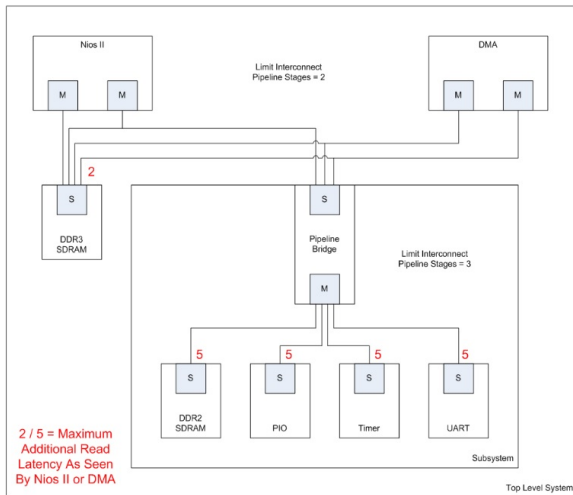 Nios II
DMA
Limit Interconnect
Pipeline Stages = 2
M
M
M
M
2
S
S
DDR3
SDRAM
Pipeline
Bridge
Limit Interconnect
Pipeline Stages = 3
M
5
5
5
5
S
S
S
S
DDR2
SDRAM
PIO
Timer
UART
2 / 5 = Maximum
Additional Read
Latency As Seen
By Nios II or DMA
Subsystem
Top Level System